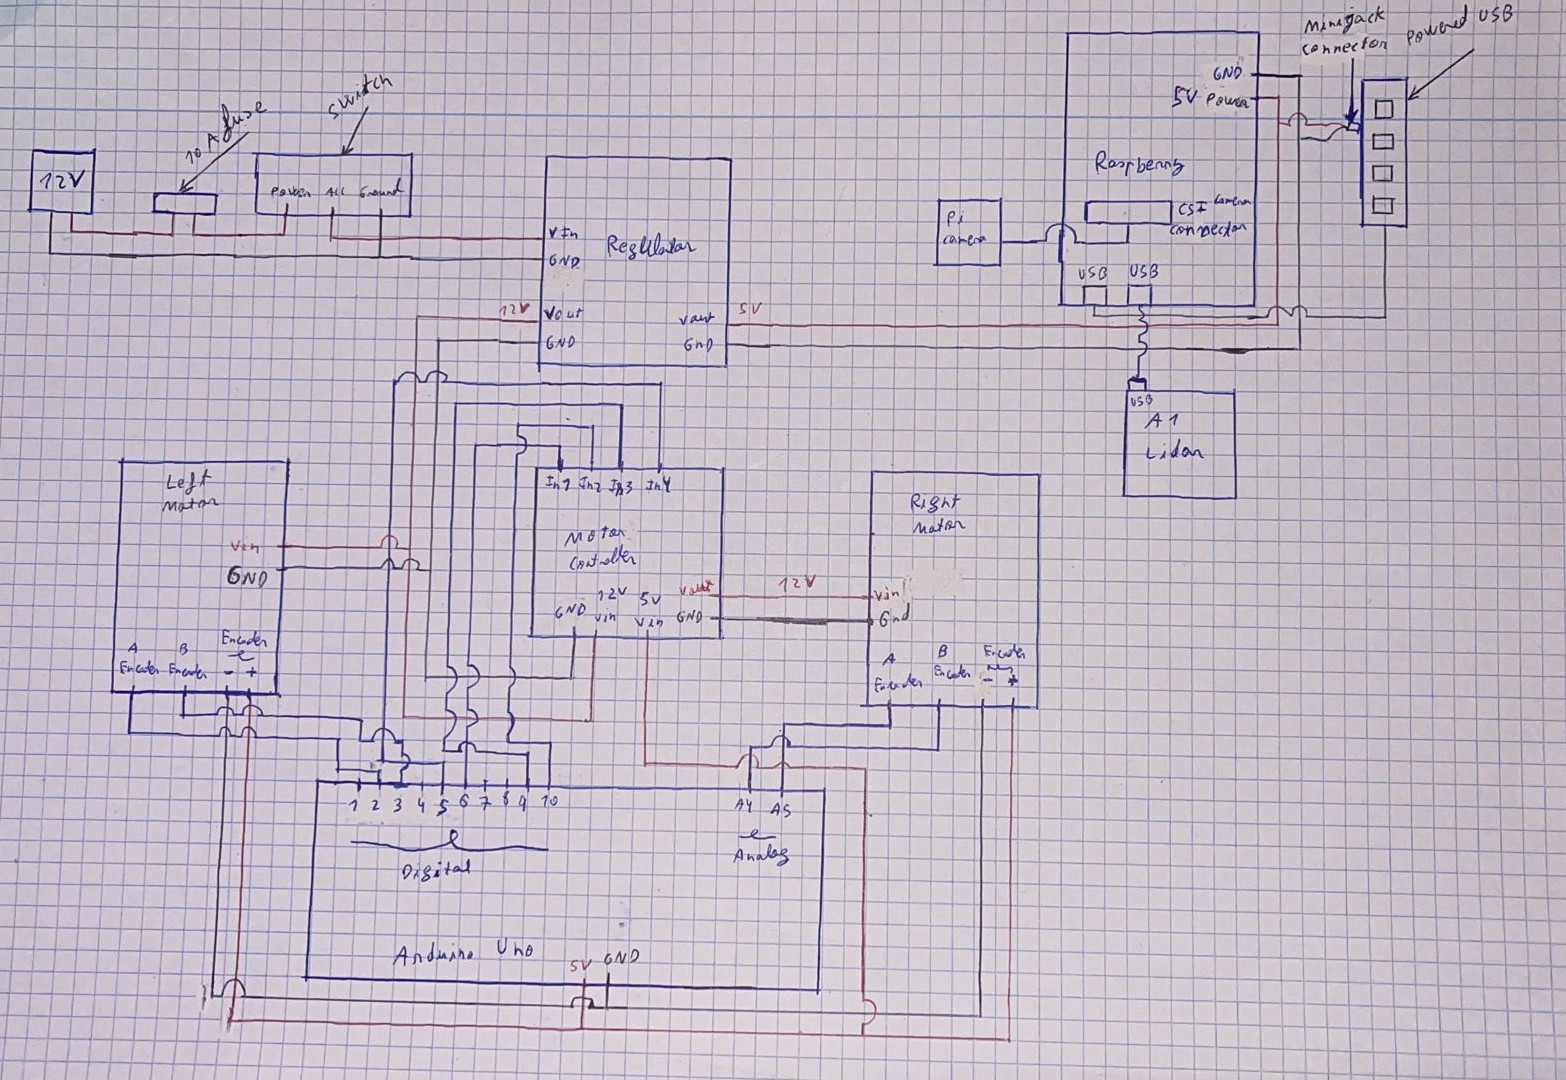 Minijack
connector
Powered USB
GND
5V Power
Raspberry
CSI camera
connector
USB USB
Pi
camera
USB
A1
Lidar
12V
10 A fuse
Switch
Power Acc Ground
Vin
GND
Regulator
12V Vout
GND
Vout 5V
GND
Left
Motor
Vin
GND
A
Encoder
B
Encoder
Encoder
- +
In1 In2 In3 In4
Motor
Controller
GND
12V
Vin
5V
Vin
Vout
GND
12V
Right
Motor
Vin
Gnd
A
Encoder
B
Encoder
Encoder
- +
1 2 3 4 5 6 7 8 9 10
Digital
A4 A5
Analog
Arduino Uno
5V GND